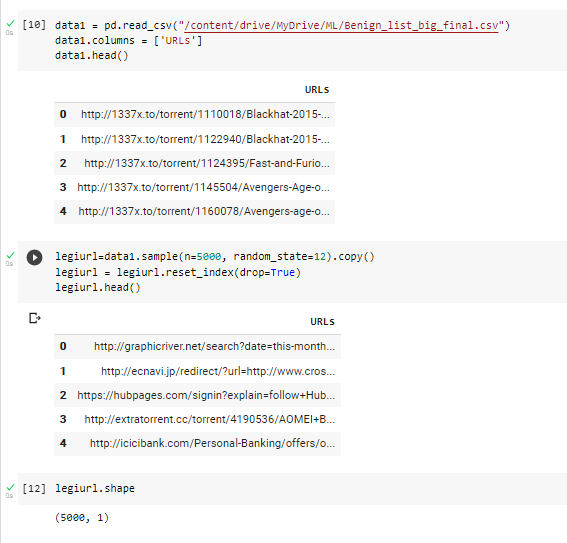 [10] data1 = pd.read_csv("/content/drive/MyDrive/ML/Benign_list_big_final.csv")
data1.columns = ['URLs']
data1.head()
URLs
0 http://1337x.to/torrent/1110018/Blackhat-2015-...
1 http://1337x.to/torrent/1122940/Blackhat-2015-...
2 http://1337x.to/torrent/1124395/Fast-and-Furio...
3 http://1337x.to/torrent/1145504/Avengers-Age-o...
4 http://1337x.to/torrent/1160078/Avengers-age-o...
legiurl=data1.sample(n=5000, random_state=12).copy()
legiurl = legiurl.reset_index(drop=True)
legiurl.head()
URLs
0 http://graphicriver.net/search?date=this-month...
1 http://ecnavi.jp/redirect/?url=http://www.cros...
2 https://hubpages.com/signin?explain=follow+Hub...
3 http://extratorrent.cc/torrent/4190536/AOMEI+B...
4 http://icicibank.com/Personal-Banking/offers/o...
[12] legiurl.shape
(5000, 1)
0s
0s
0s